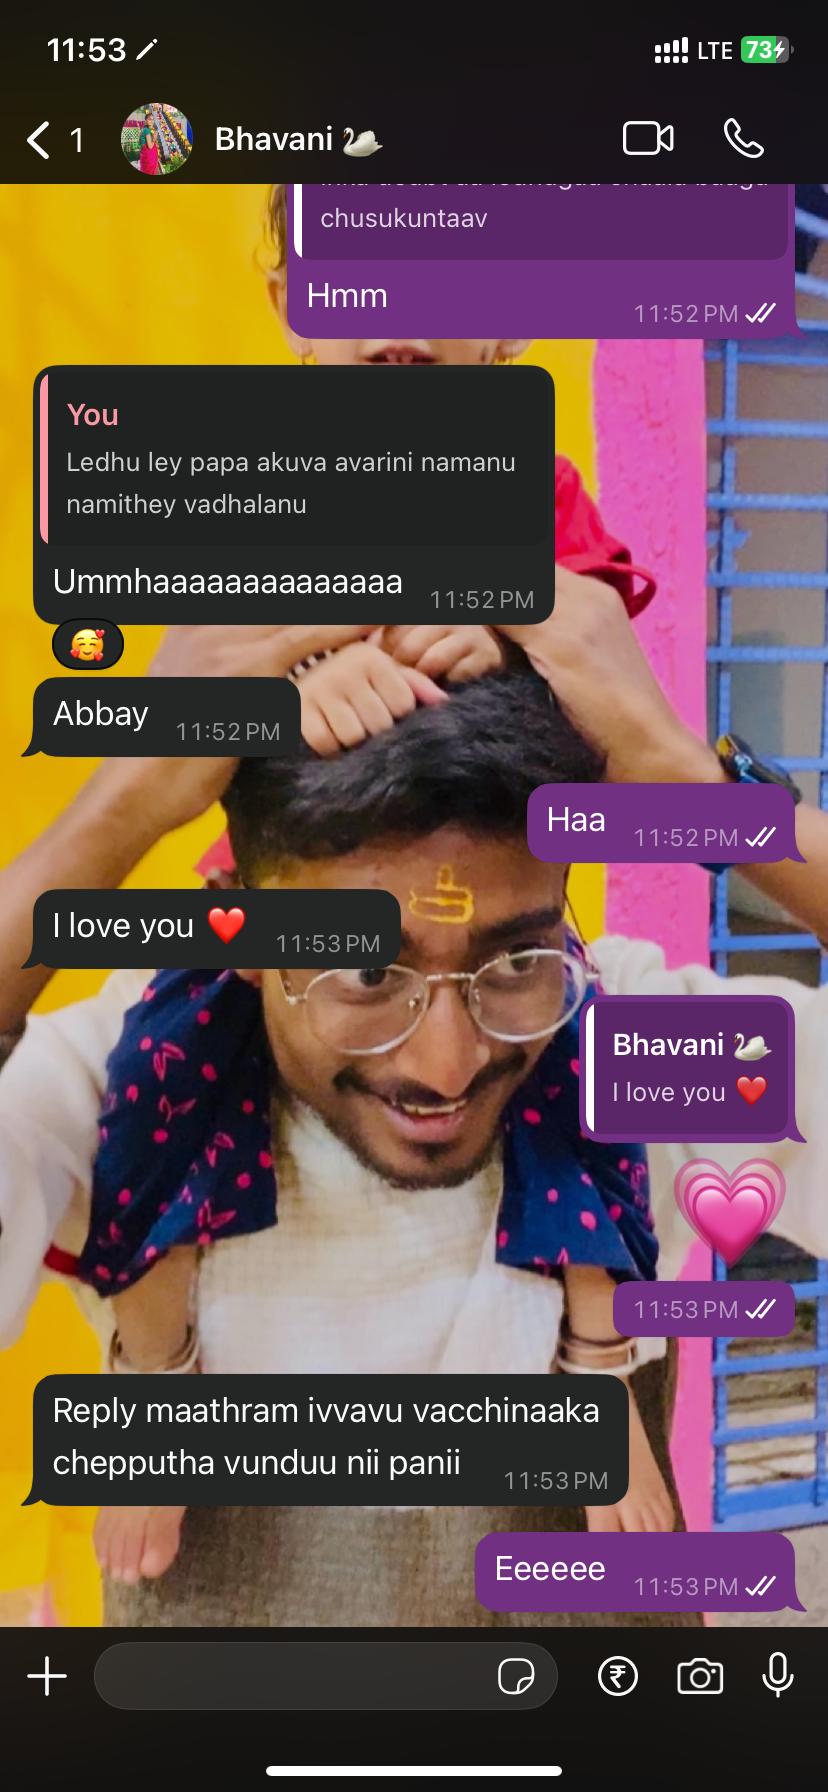 11:53
LTE 73
1 Bhavani 🦢
chusukuntaav
Hmm
11:52 PM
You
Ledhu ley papa akuva avarini namanu
namithey vadhalanu
Ummhaaaaaaaaaaaaaa 11:52 PM
🥰
Abbay 11:52 PM
Haa 11:52 PM
I love you ❤️ 11:53 PM
Bhavani 🦢
I love you ❤️
💗
11:53 PM
Reply maathram ivvavu vacchinaaka
chepputha vunduu nii panii 11:53 PM
Eeeeee 11:53 PM